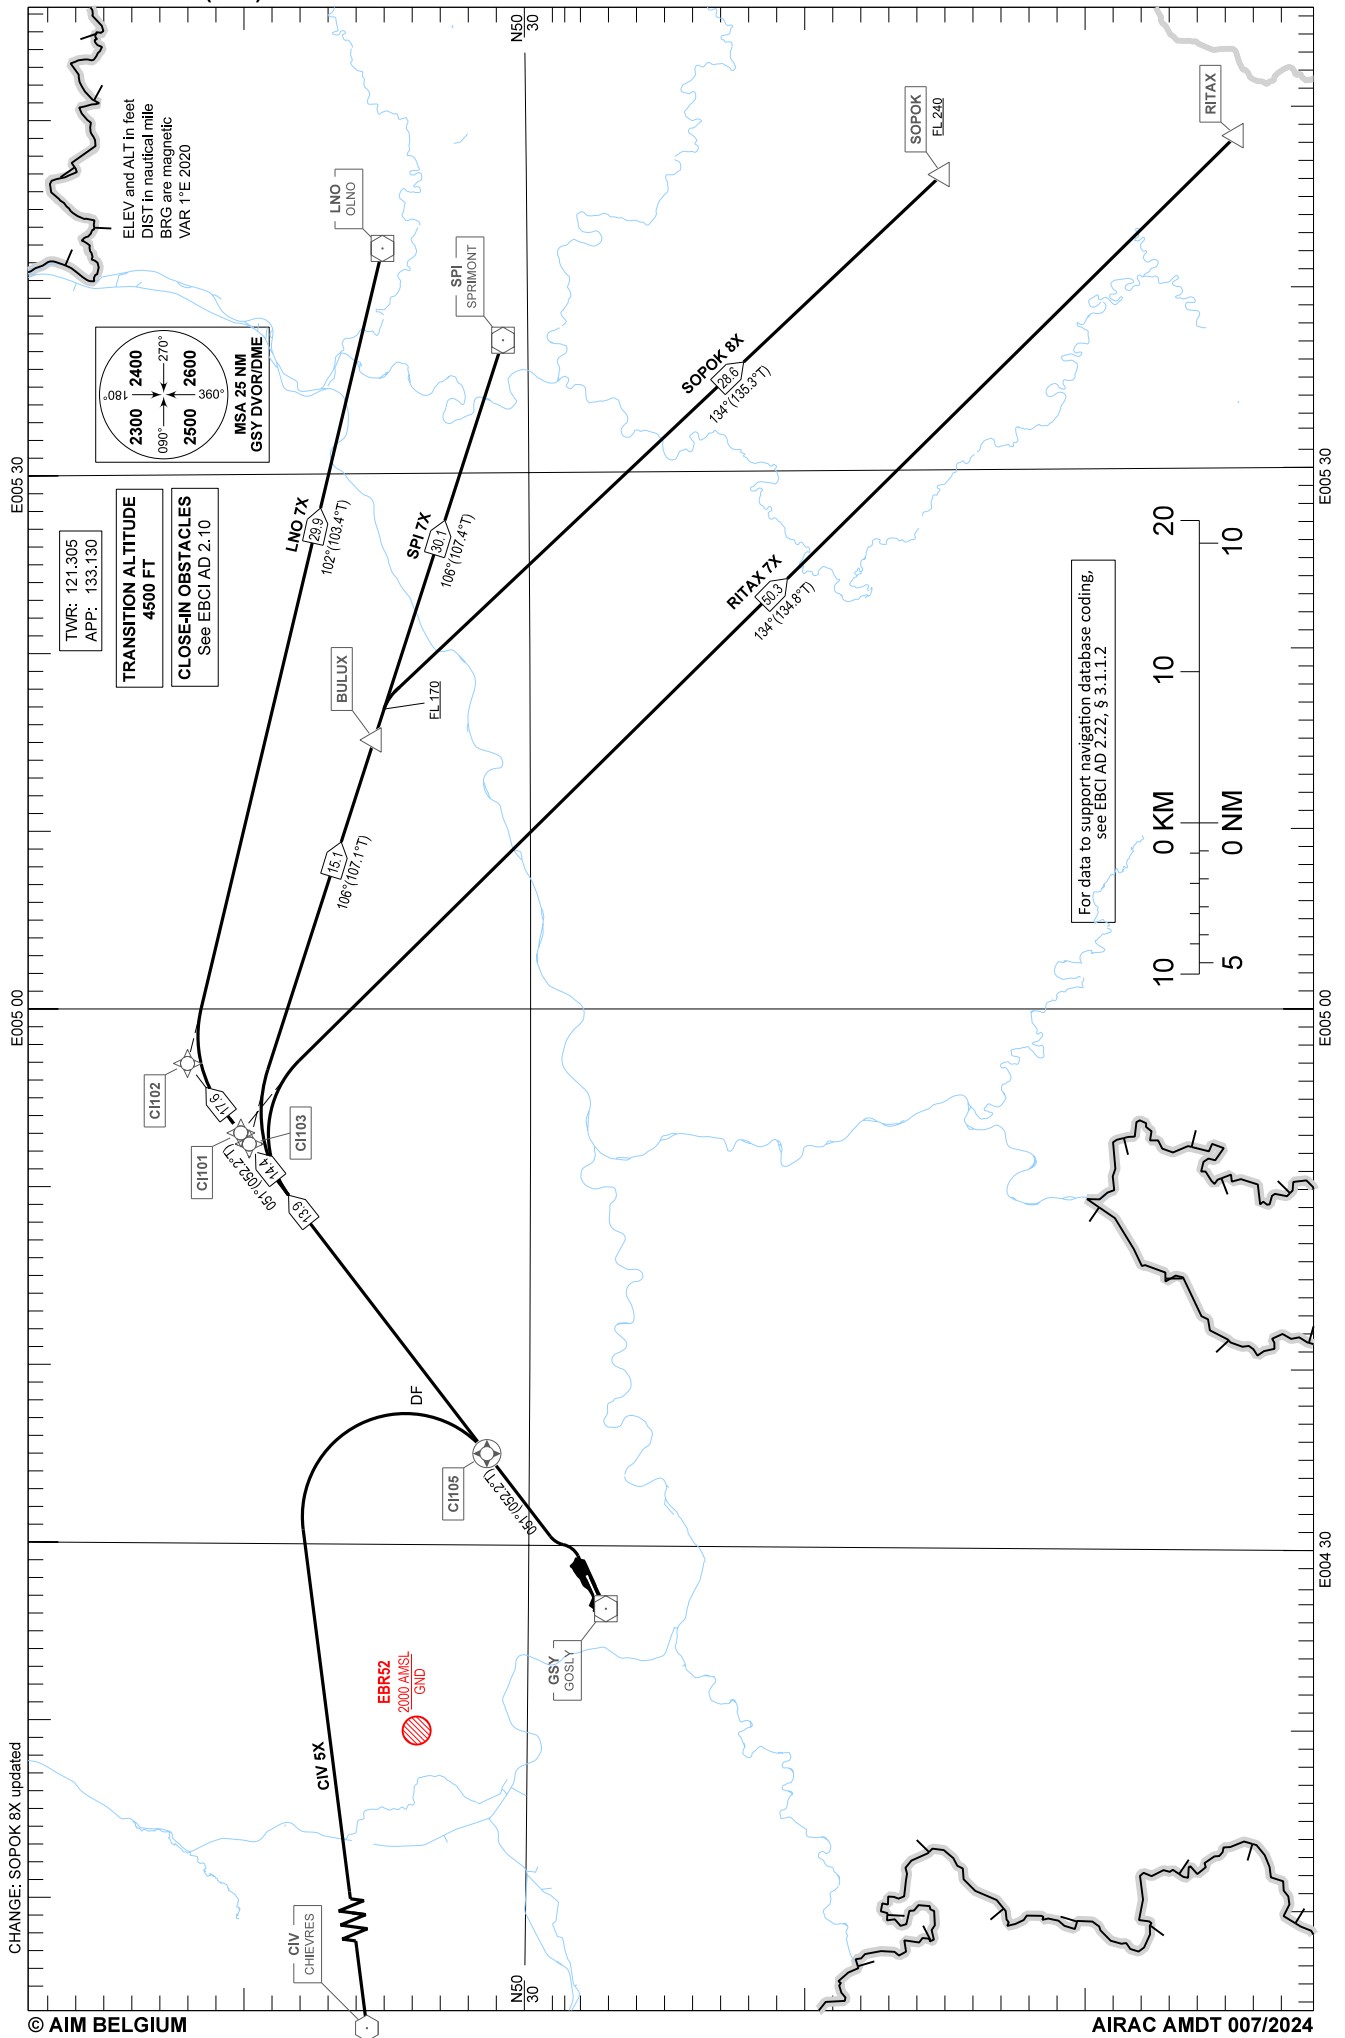 CHANGE: SOPOK 8X updated
© AIM BELGIUM
AIRAC AMDT 007/2024
E005 30
E005 00
E005 30
E005 00
E004 30
N50
30
N50
30
ELEV and ALT in feet
DIST in nautical mile
BRG are magnetic
VAR 1°E 2020
2300
2400
2500
2600
180°
270°
090°
360°
MSA 25 NM
GSY DVOR/DME
TWR: 121.305
APP: 133.130
TRANSITION ALTITUDE
4500 FT
CLOSE-IN OBSTACLES
See EBCI AD 2.10
LNO
OLNO
SPI
SPRIMONT
SOPOK
FL 240
RITAX
LNO 7X
29.9
102°(103.4°T)
SPI 7X
30.1
106°(107.4°T)
SOPOK 8X
28.6
134°(135.3°T)
RITAX 7X
50.3
134°(134.8°T)
BULUX
FL 170
15.1
106°(107.1°T)
CI102
17.6
CI101
CI103
14.4
051°(052.2°T)
13.9
DF
CI105
051°(052.2°T)
GSY
GOSLY
EBR52
2000 AMSL
GND
CIV 5X
CIV
CHIEVRES
For data to support navigation database coding,
see EBCI AD 2.22, § 3.1.1.2
10
0 KM
10
20
5
0 NM
10